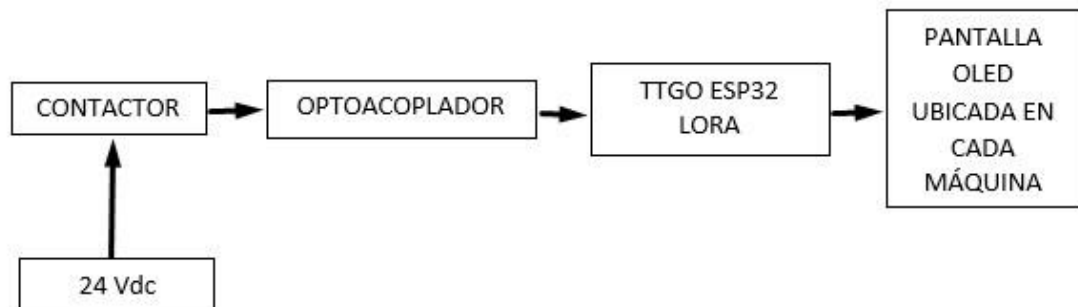 CONTACTOR
OPTOACOPLADOR
TTGO ESP32
LORA
PANTALLA
OLED
UBICADA EN
CADA
MÁQUINA
24 Vdc